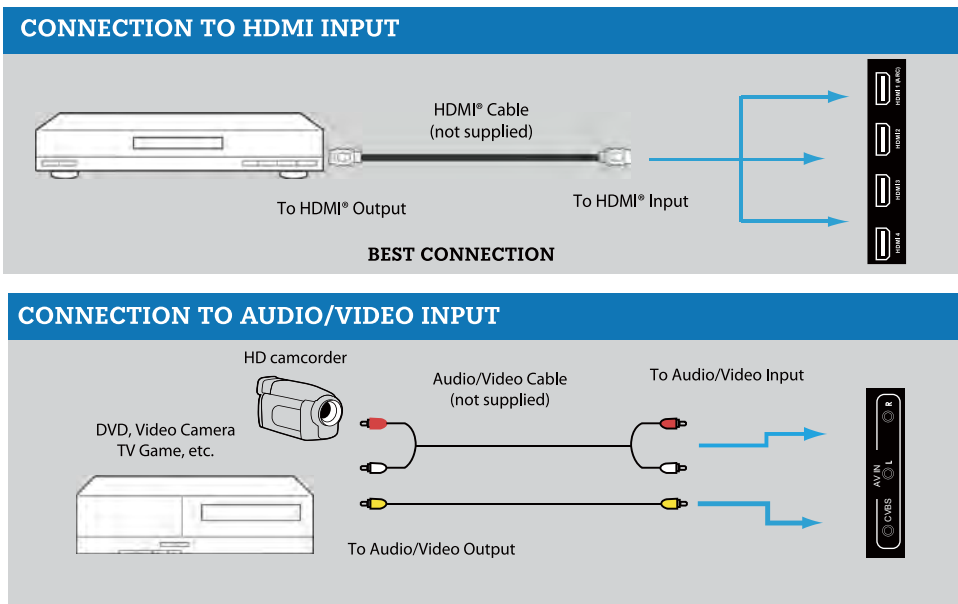 CONNECTION TO HDMI INPUT
HDMI® Cable
(not supplied)
To HDMI® Output
To HDMI® Input
BEST CONNECTION
HDMI 1 (ARC)
HDMI 2
HDMI 3
HDMI 4
CONNECTION TO AUDIO/VIDEO INPUT
HD camcorder
Audio/Video Cable
(not supplied)
To Audio/Video Input
DVD, Video Camera
TV Game, etc.
To Audio/Video Output
R
L
AV IN
CVBS